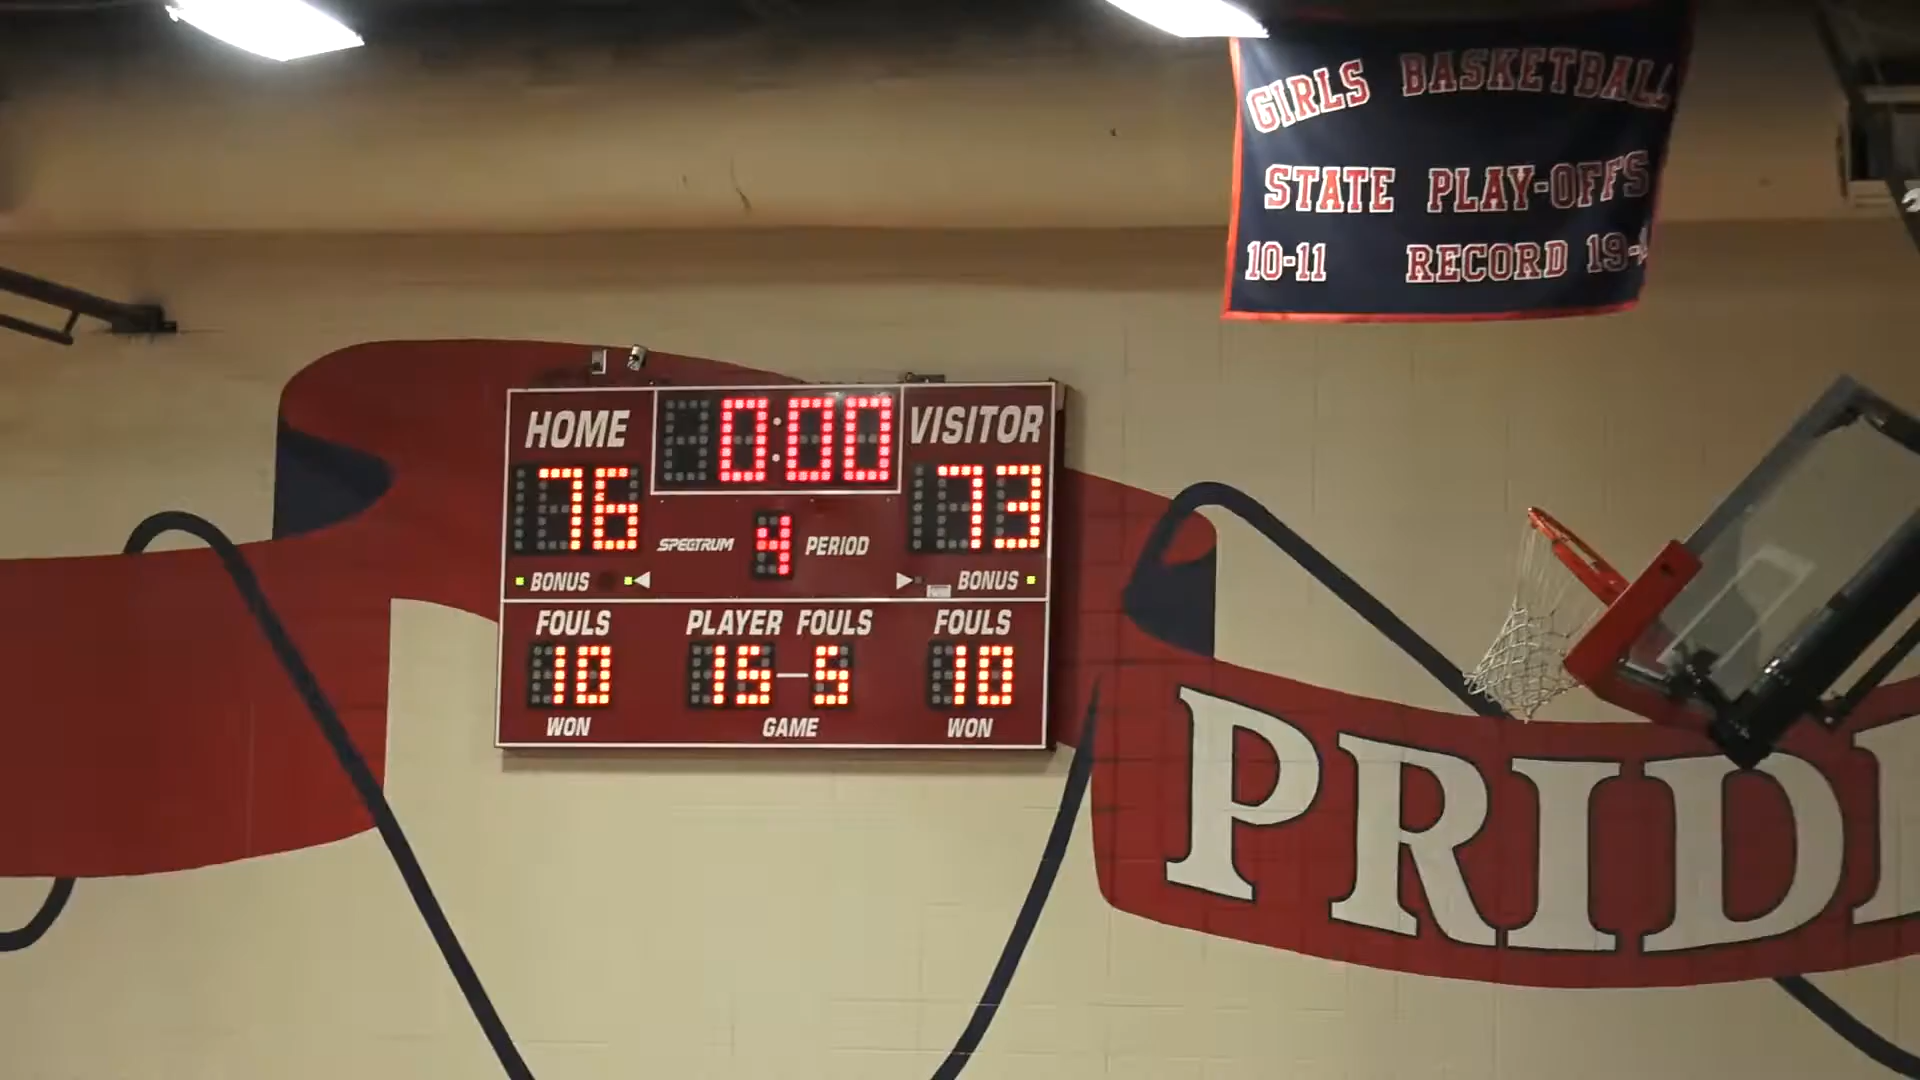 GIRLS BASKETBALL
STATE PLAY-OFFS
10-11 RECORD
HOME 0:00 VISITOR
76 73
SPECTRUM 4 PERIOD
BONUS BONUS
FOULS PLAYER FOULS FOULS
10 15-5 10
WON GAME WON
PRID